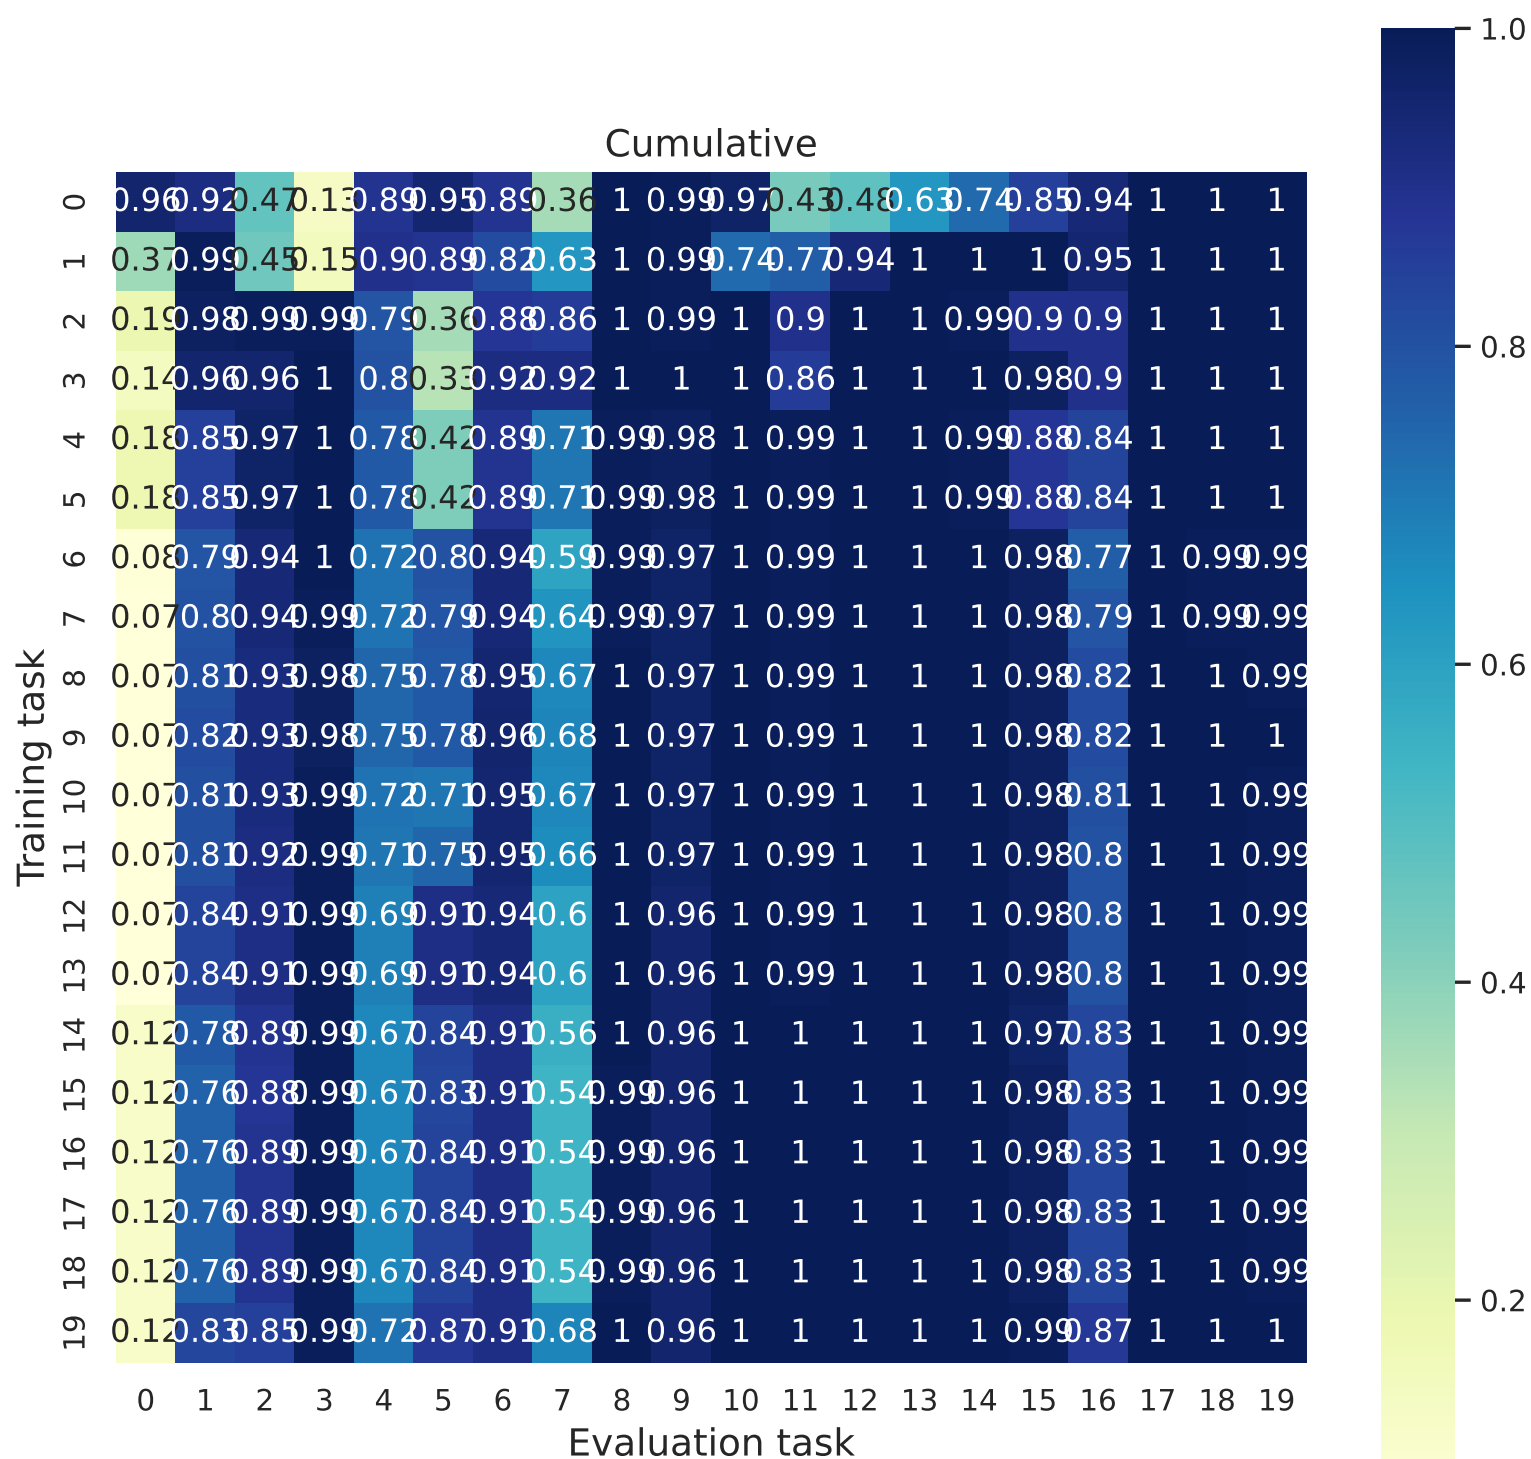 Cumulative
0 0.96 0.92 0.47 0.13 0.89 0.95 0.89 0.36 1 0.99 0.97 0.43 0.48 0.63 0.74 0.85 0.94 1 1 1
1 0.37 0.99 0.45 0.15 0.9 0.89 0.82 0.63 1 0.99 0.74 0.77 0.94 1 1 1 0.95 1 1 1
2 0.19 0.98 0.99 0.99 0.79 0.36 0.88 0.86 1 0.99 1 0.9 1 1 0.99 0.9 0.9 1 1 1
3 0.14 0.96 0.96 1 0.8 0.33 0.92 0.92 1 1 1 0.86 1 1 1 0.98 0.9 1 1 1
4 0.18 0.85 0.97 1 0.78 0.42 0.89 0.71 0.99 0.98 1 0.99 1 1 0.99 0.88 0.84 1 1 1
5 0.18 0.85 0.97 1 0.78 0.42 0.89 0.71 0.99 0.98 1 0.99 1 1 0.99 0.88 0.84 1 1 1
6 0.08 0.79 0.94 1 0.72 0.8 0.94 0.59 0.99 0.97 1 0.99 1 1 1 0.98 0.77 1 0.99 0.99
7 0.07 0.8 0.94 0.99 0.72 0.79 0.94 0.64 0.99 0.97 1 0.99 1 1 1 0.98 0.79 1 0.99 0.99
8 0.07 0.81 0.93 0.98 0.75 0.78 0.95 0.67 1 0.97 1 0.99 1 1 1 0.98 0.82 1 1 0.99
9 0.07 0.82 0.93 0.98 0.75 0.78 0.96 0.68 1 0.97 1 0.99 1 1 1 0.98 0.82 1 1 1
10 0.07 0.81 0.93 0.99 0.72 0.71 0.95 0.67 1 0.97 1 0.99 1 1 1 0.98 0.81 1 1 0.99
11 0.07 0.81 0.92 0.99 0.71 0.75 0.95 0.66 1 0.97 1 0.99 1 1 1 0.98 0.8 1 1 0.99
12 0.07 0.84 0.91 0.99 0.69 0.91 0.94 0.6 1 0.96 1 0.99 1 1 1 0.98 0.8 1 1 0.99
13 0.07 0.84 0.91 0.99 0.69 0.91 0.94 0.6 1 0.96 1 0.99 1 1 1 0.98 0.8 1 1 0.99
14 0.12 0.78 0.89 0.99 0.67 0.84 0.91 0.56 1 0.96 1 1 1 1 1 0.97 0.83 1 1 0.99
15 0.12 0.76 0.88 0.99 0.67 0.83 0.91 0.54 0.99 0.96 1 1 1 1 1 0.98 0.83 1 1 0.99
16 0.12 0.76 0.89 0.99 0.67 0.84 0.91 0.54 0.99 0.96 1 1 1 1 1 0.98 0.83 1 1 0.99
17 0.12 0.76 0.89 0.99 0.67 0.84 0.91 0.54 0.99 0.96 1 1 1 1 1 0.98 0.83 1 1 0.99
18 0.12 0.76 0.89 0.99 0.67 0.84 0.91 0.54 0.99 0.96 1 1 1 1 1 0.98 0.83 1 1 0.99
19 0.12 0.83 0.85 0.99 0.72 0.87 0.91 0.68 1 0.96 1 1 1 1 1 0.99 0.87 1 1 1
0 1 2 3 4 5 6 7 8 9 10 11 12 13 14 15 16 17 18 19
Evaluation task
Training task
1.0
0.8
0.6
0.4
0.2